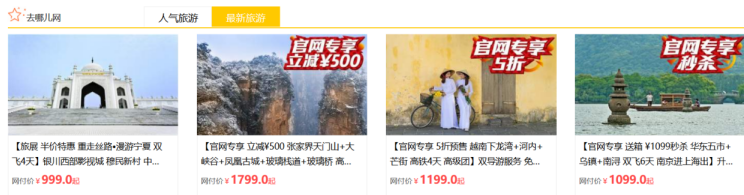 去哪儿网
人气旅游
最新旅游
官网专享
立减¥500
官网专享
5折
官网专享
秒杀
【旅展 半价特惠 重走丝路•漫游宁夏 双
飞4天】银川西部影视城 穆民新村 中...
网付价 ¥ 999.0起
【官网专享 立减¥500 张家界天门山+大
峡谷+凤凰古城+玻璃栈道+玻璃桥 高...
网付价 ¥ 1799.0起
【官网专享 5折预售 越南下龙湾+河内+
芒街 高铁4天 高级团】双导游服务 免...
网付价 ¥ 1199.0起
【官网专享 送箱 ¥1099秒杀 华东五市+
乌镇+南浔 双飞6天 南京进上海出】升...
网付价 ¥ 1099.0起